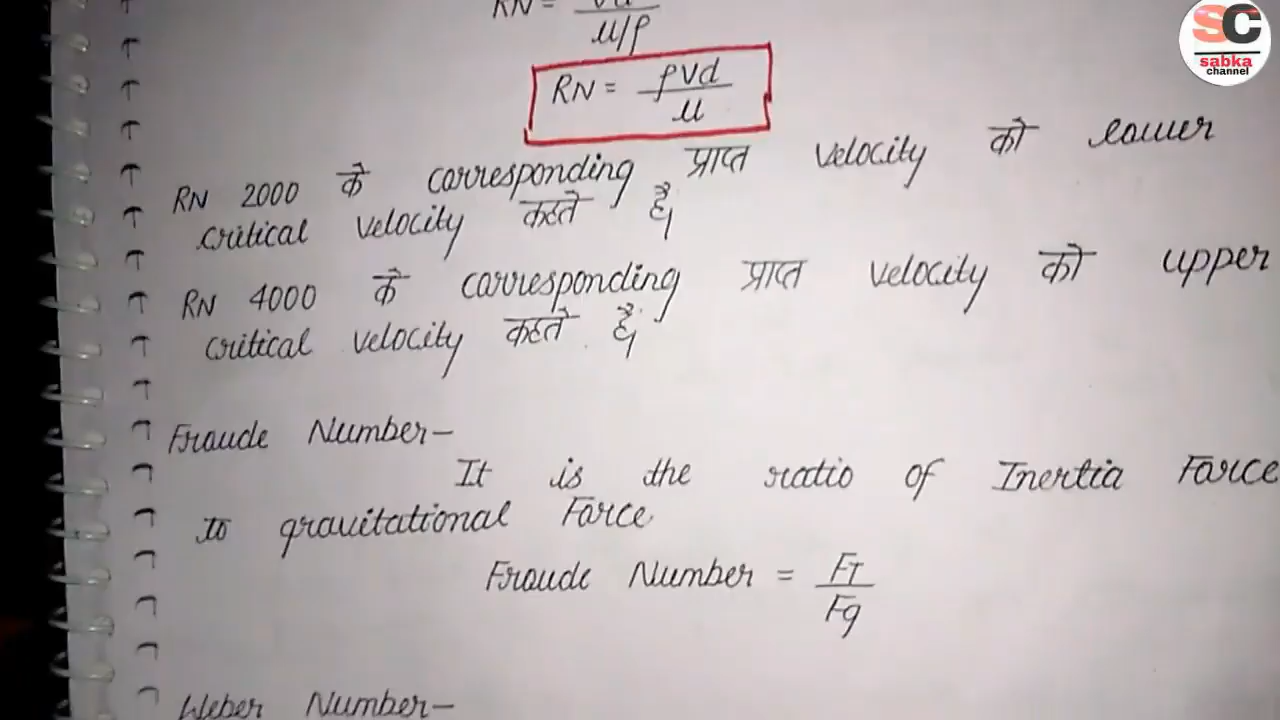 RN =
μ/ρ
RN = ρVd/μ
RN 2000 के corresponding प्राप्त velocity को lower
critical velocity कहते है।
RN 4000 के corresponding प्राप्त velocity को upper
critical velocity कहते है।
Froude Number-
It is the ratio of Inertia Force
to gravitational Force
Froude Number = FI/Fg
Weber Number-
SC
sabka
channel